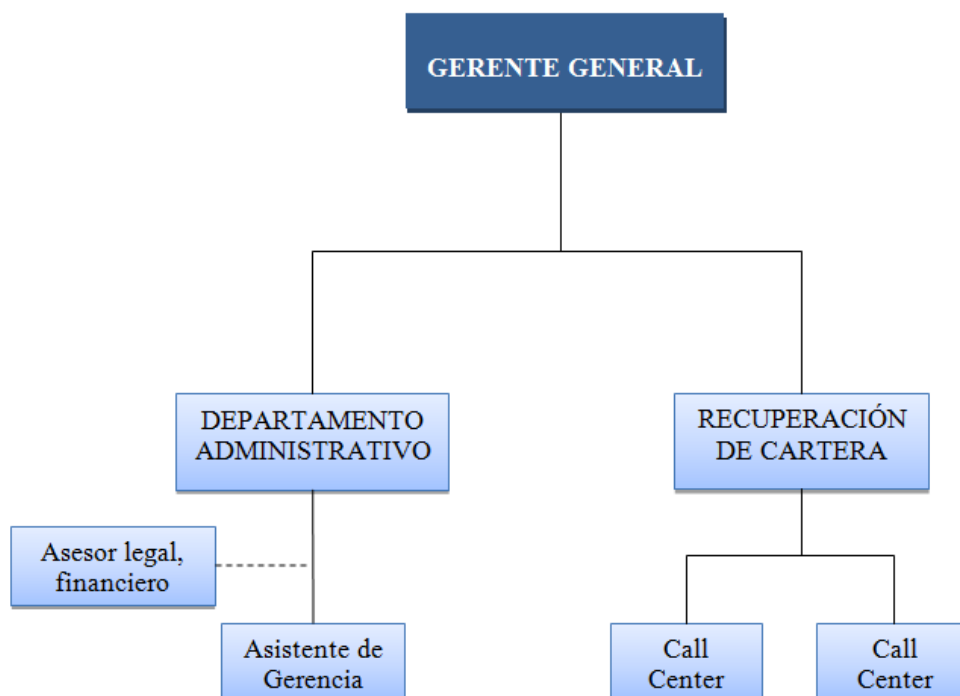 GERENTE GENERAL
DEPARTAMENTO
ADMINISTRATIVO
RECUPERACIÓN
DE CARTERA
Asesor legal,
financiero
Asistente de
Gerencia
Call
Center
Call
Center